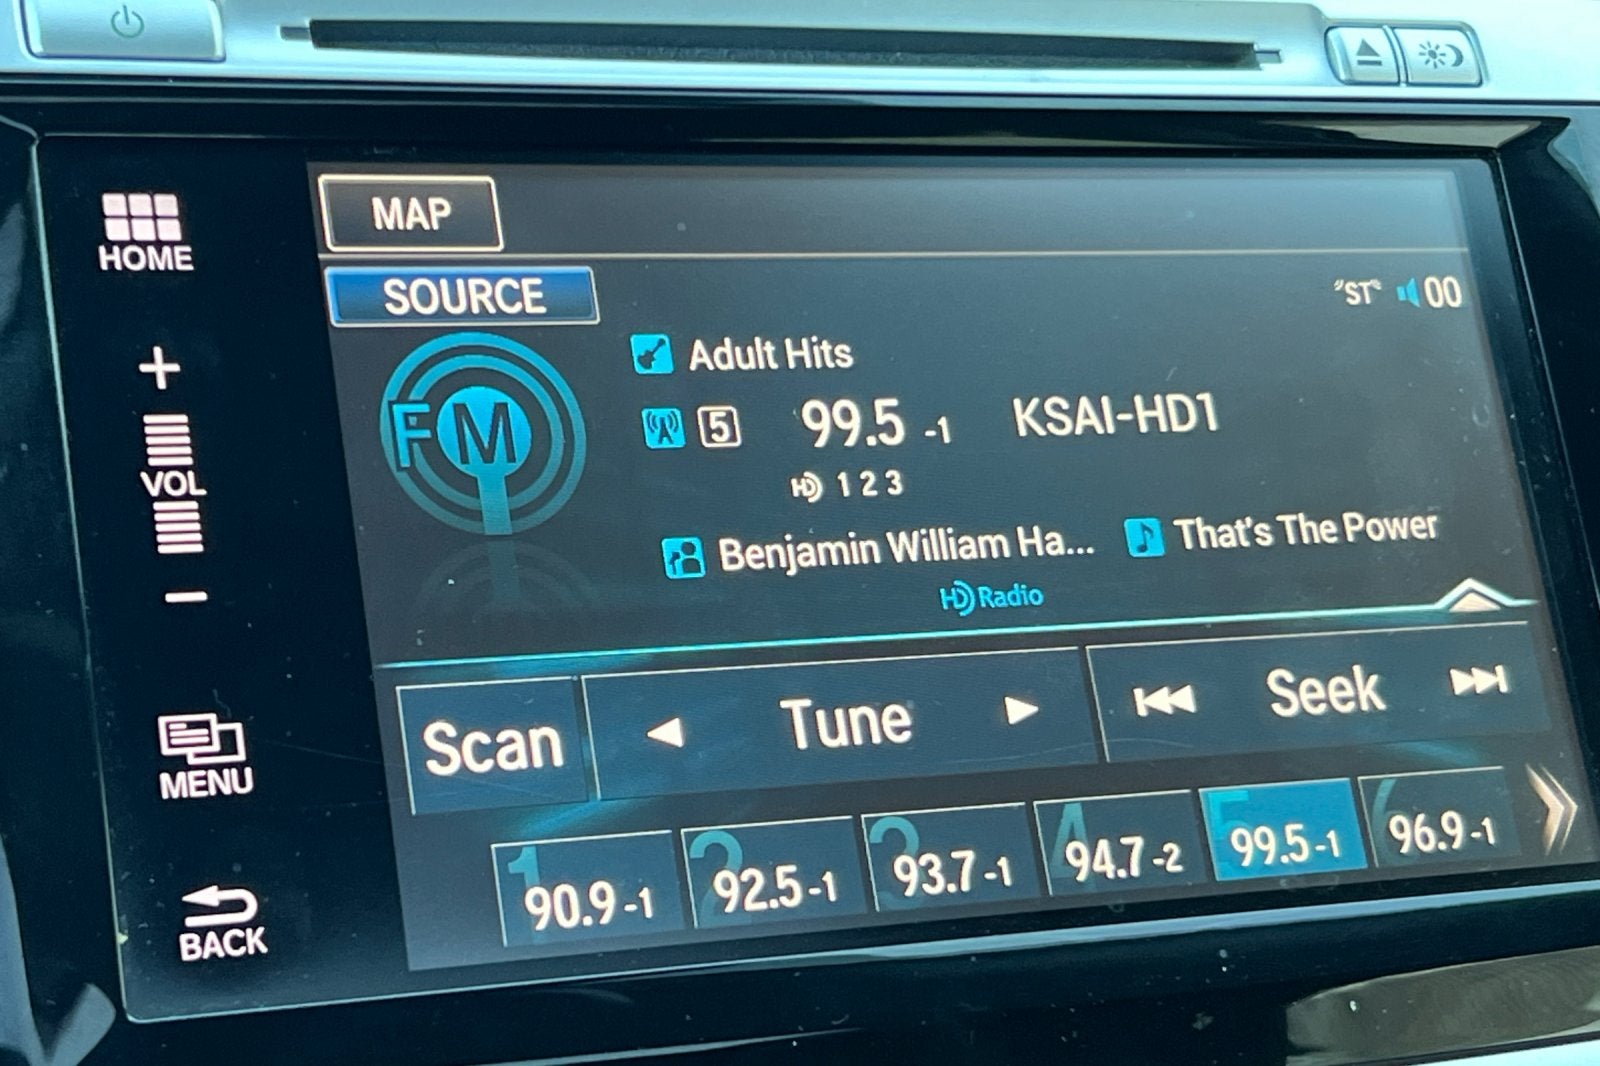 MAP
HOME
SOURCE
"ST" 00
Adult Hits
FM
5 99.5 -1 KSAI-HD1
HD 1 2 3
+
VOL
−
Benjamin William Ha... That's The Power
HD Radio
Scan Tune Seek
MENU
1 90.9-1 2 92.5-1 3 93.7-1 4 94.7-2 5 99.5-1 6 96.9-1
BACK